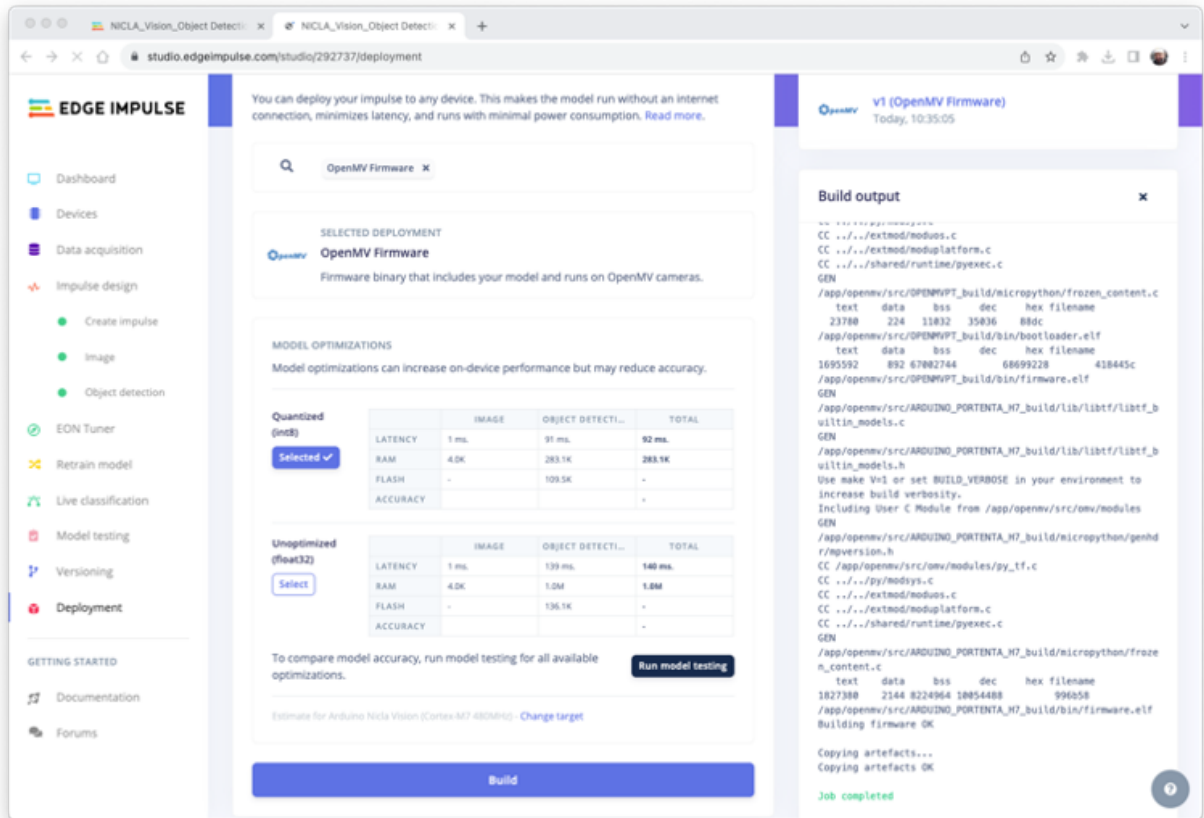 NICLA_Vision_Object Detecti
NICLA_Vision_Object Detecti
studio.edgeimpulse.com/studio/292737/deployment
EDGE IMPULSE
Dashboard
Devices
Data acquisition
Impulse design
Create impulse
Image
Object detection
EON Tuner
Retrain model
Live classification
Model testing
Versioning
Deployment
GETTING STARTED
Documentation
Forums
You can deploy your impulse to any device. This makes the model run without an internet
connection, minimizes latency, and runs with minimal power consumption. Read more.
OpenMV Firmware ×
SELECTED DEPLOYMENT
OpenMV
OpenMV Firmware
Firmware binary that includes your model and runs on OpenMV cameras.
MODEL OPTIMIZATIONS
Model optimizations can increase on-device performance but may reduce accuracy.
Quantized
(int8)
Selected ✓
IMAGE OBJECT DETECTI... TOTAL
LATENCY 1 ms. 91 ms. 92 ms.
RAM 4.0K 283.1K 283.1K
FLASH - 109.5K -
ACCURACY -
Unoptimized
(float32)
Select
IMAGE OBJECT DETECTI... TOTAL
LATENCY 1 ms. 139 ms. 140 ms.
RAM 4.0K 1.0M 1.0M
FLASH - 136.1K -
ACCURACY -
To compare model accuracy, run model testing for all available
optimizations.
Run model testing
Estimate for Arduino Nicla Vision (Cortex-M7 480MHz) - Change target
Build
OpenMV
v1 (OpenMV Firmware)
Today, 10:35:05
Build output
CC ../../extmod/moduos.c
CC ../../extmod/moduplatform.c
CC ../../shared/runtime/pyexec.c
GEN
/app/openmv/src/OPENMVPT_build/micropython/frozen_content.c
text data bss dec hex filename
23780 224 11032 35036 88dc
/app/openmv/src/OPENMVPT_build/bin/bootloader.elf
text data bss dec hex filename
1695592 892 67002744 68699228 418445c
/app/openmv/src/OPENMVPT_build/bin/firmware.elf
GEN
/app/openmv/src/ARDUINO_PORTENTA_H7_build/lib/libtf/libtf_b
uiltin_models.c
GEN
/app/openmv/src/ARDUINO_PORTENTA_H7_build/lib/libtf/libtf_b
uiltin_models.h
Use make V=1 or set BUILD_VERBOSE in your environment to
increase build verbosity.
Including User C Module from /app/openmv/src/omv/modules
GEN
/app/openmv/src/ARDUINO_PORTENTA_H7_build/micropython/genhd
r/mpversion.h
CC /app/openmv/src/omv/modules/py_tf.c
CC ../../py/modsys.c
CC ../../extmod/moduos.c
CC ../../extmod/moduplatform.c
CC ../../shared/runtime/pyexec.c
GEN
/app/openmv/src/ARDUINO_PORTENTA_H7_build/micropython/froze
n_content.c
text data bss dec hex filename
1827380 2144 8224964 10054488 996b58
/app/openmv/src/ARDUINO_PORTENTA_H7_build/bin/firmware.elf
Building firmware OK
Copying artefacts...
Copying artefacts OK
Job completed